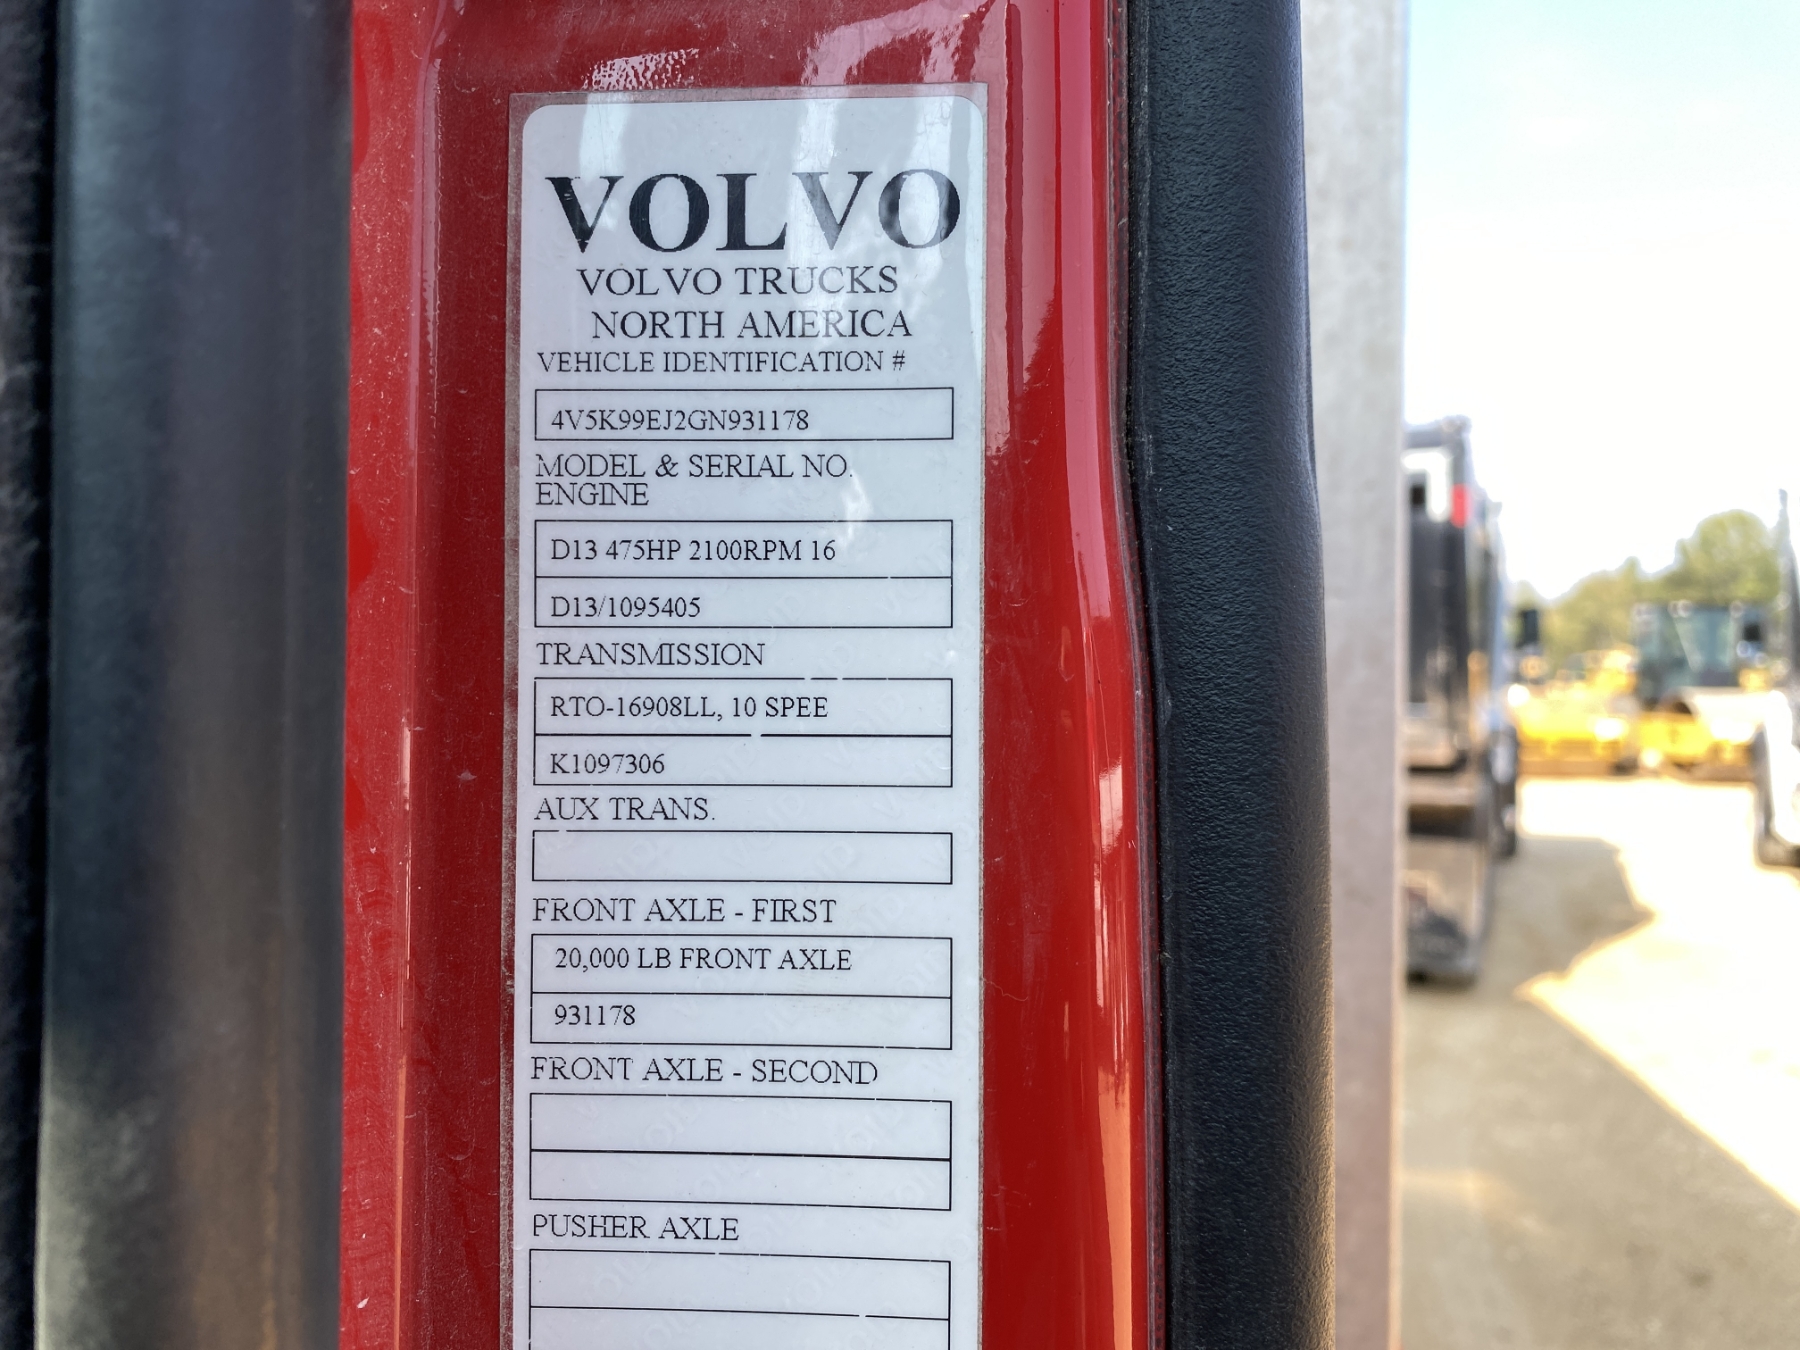 VOLVO
VOLVO TRUCKS
NORTH AMERICA
VEHICLE IDENTIFICATION #
4V5K99EJ2GN931178
MODEL & SERIAL NO.
ENGINE
D13 475HP 2100RPM 16
D13/1095405
TRANSMISSION
RTO-16908LL, 10 SPEE
K1097306
AUX TRANS.
FRONT AXLE - FIRST
20,000 LB FRONT AXLE
931178
FRONT AXLE - SECOND
PUSHER AXLE